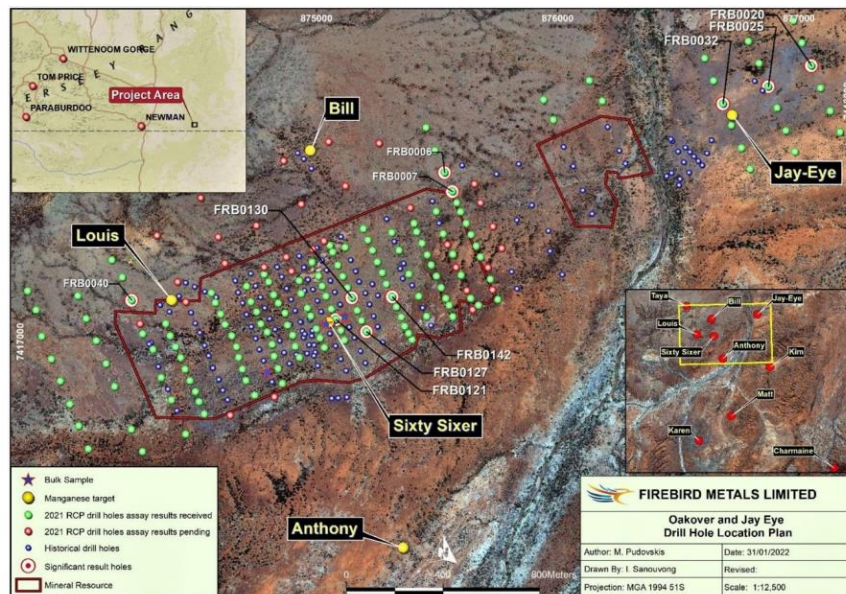 875000
876000
877000
FRB0020
FRB0025
FRB0032
WITTENOOM GORGE
ERSLEY RANG
TOM PRICE
PARABURDOO
Project Area
NEWMAN
Bill
FRB0006
FRB0007
Jay-Eye
FRB0130
Louis
FRB0040
7417000
FRB0142
FRB0127
FRB0121
Sixty Sixer
Anthony
Taya
Bill
Jay-Eye
Louis
Sixty Sixer
Anthony
Kim
Matt
Karen
Charmaine
Bulk Sample
Manganese target
2021 RCP drill holes assay results received
2021 RCP drill holes assay results pending
Historical drill holes
Significant result holes
Mineral Resource
0 400 800Meters
FIREBIRD METALS LIMITED
Oakover and Jay Eye
Drill Hole Location Plan
Author: M. Pudovskis
Date: 31/01/2022
Drawn By: I. Sanouvong
Revised:
Projection: MGA 1994 51S
Scale: 1:12,500